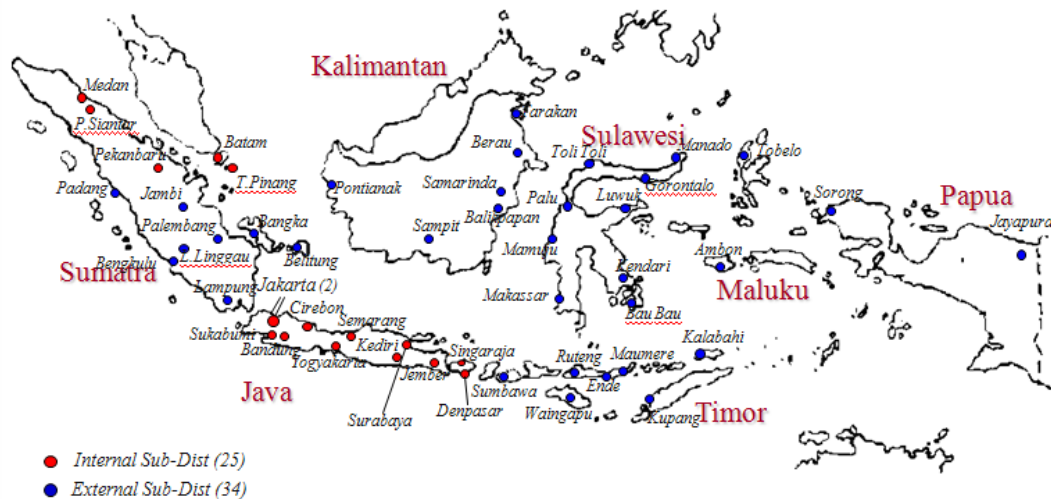 Kalimantan
Medan
P.Siantar
Tarakan
Sulawesi
Batam
Berau
Toli Toli
Manado
Tobelo
Pekanbaru
T.Pinang
Gorontalo
Padang
Jambi
Pontianak
Samarinda
Palu
Luwuk
Sorong
Papua
Balikpapan
Palembang
Bangka
Sampit
Jayapura
Mamuju
Ambon
L.Linggau
Belitung
Bengkulu
Sumatra
Kendari
Maluku
Lampung
Jakarta (2)
Makassar
Cirebon
Bau Bau
Semarang
Sukabumi
Kediri
Kalabahi
Bandung
Yogyakarta
Singaraja
Ruteng
Maumere
Jember
Java
Sumbawa
Ende
Denpasar
Waingapu
Kupang
Timor
Surabaya
Internal Sub-Dist (25)
External Sub-Dist (34)